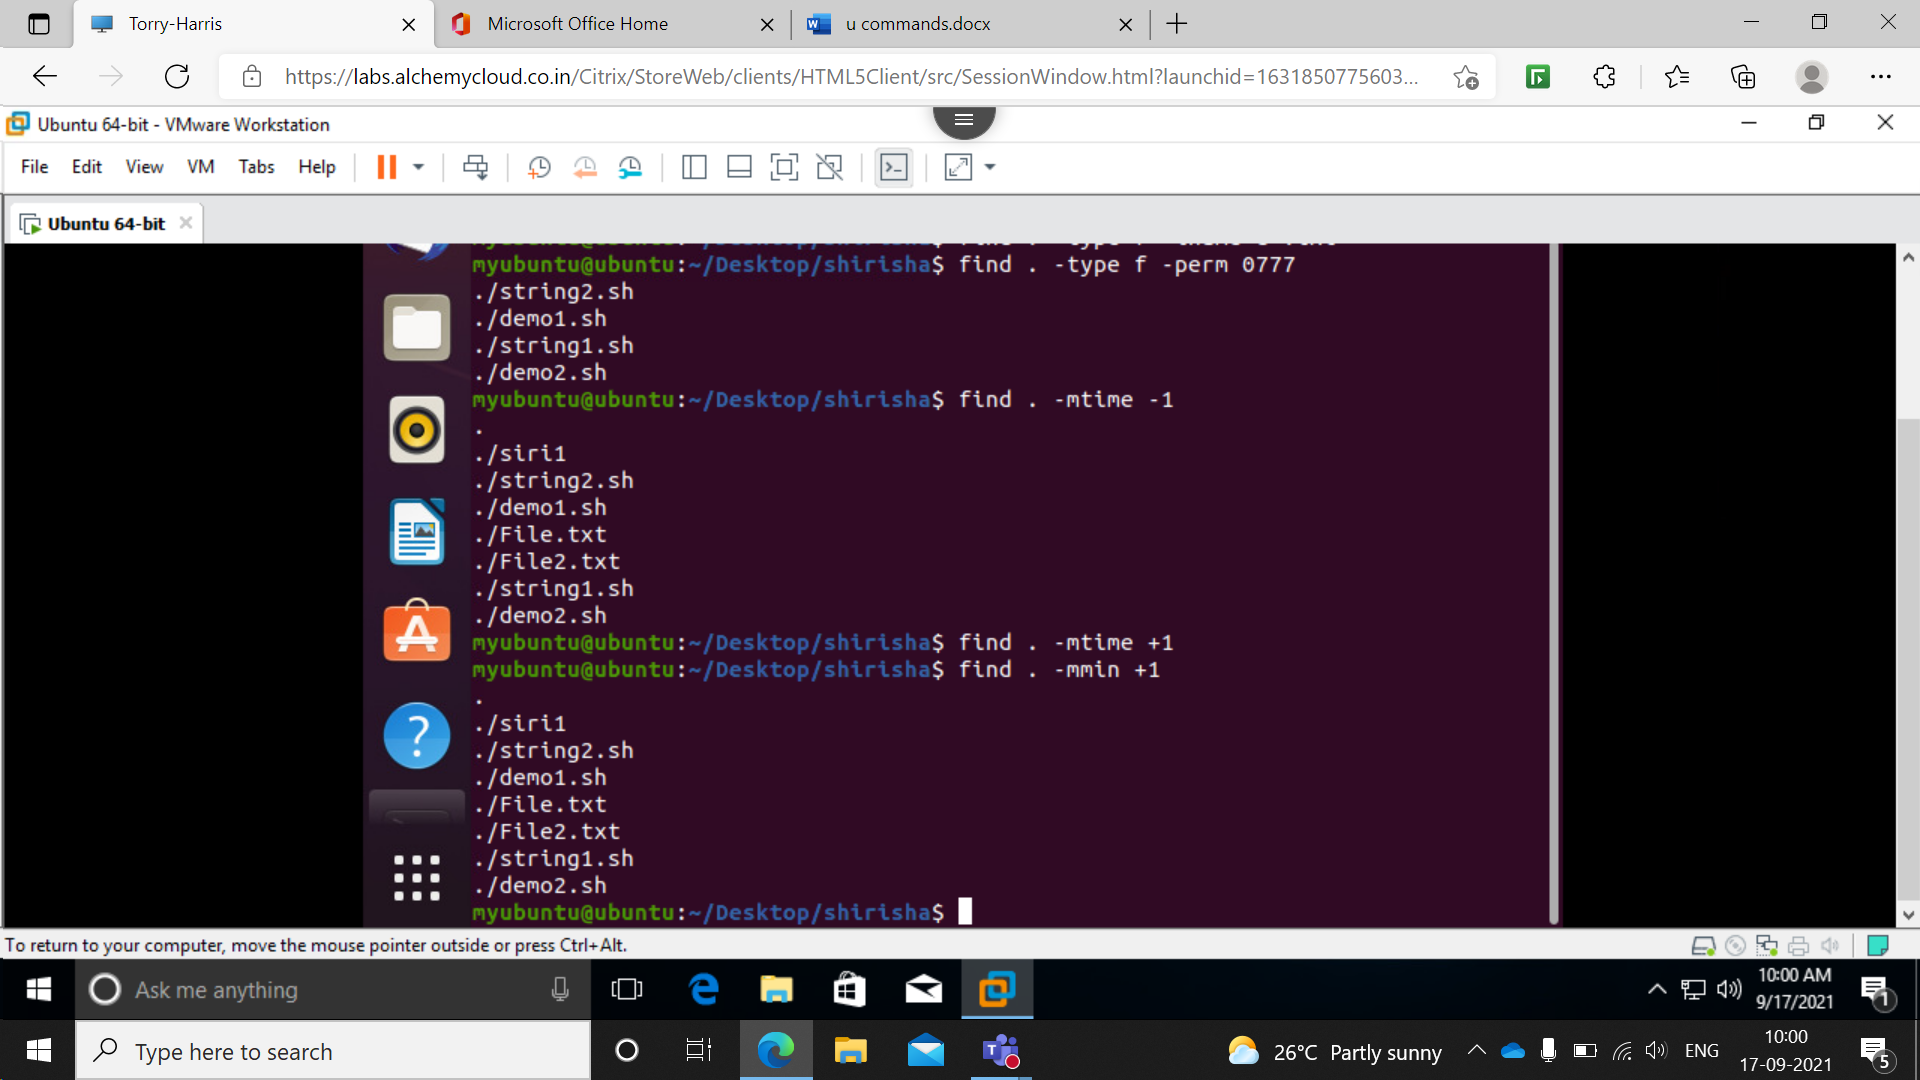 Torry-Harris
Microsoft Office Home
u commands.docx
https://labs.alchemycloud.co.in/Citrix/StoreWeb/clients/HTML5Client/src/SessionWindow.html?launchid=1631850775603...
Ubuntu 64-bit - VMware Workstation
File Edit View VM Tabs Help
Ubuntu 64-bit
myubuntu@ubuntu:~/Desktop/shirisha$ find . -type f -perm 0777
./string2.sh
./demo1.sh
./string1.sh
./demo2.sh
myubuntu@ubuntu:~/Desktop/shirisha$ find . -mtime -1
.
./siri1
./string2.sh
./demo1.sh
./File.txt
./File2.txt
./string1.sh
./demo2.sh
myubuntu@ubuntu:~/Desktop/shirisha$ find . -mtime +1
myubuntu@ubuntu:~/Desktop/shirisha$ find . -mmin +1
.
./siri1
./string2.sh
./demo1.sh
./File.txt
./File2.txt
./string1.sh
./demo2.sh
myubuntu@ubuntu:~/Desktop/shirisha$
To return to your computer, move the mouse pointer outside or press Ctrl+Alt.
Ask me anything
10:00 AM
9/17/2021
1
Type here to search
26°C Partly sunny
ENG
10:00
17-09-2021
5